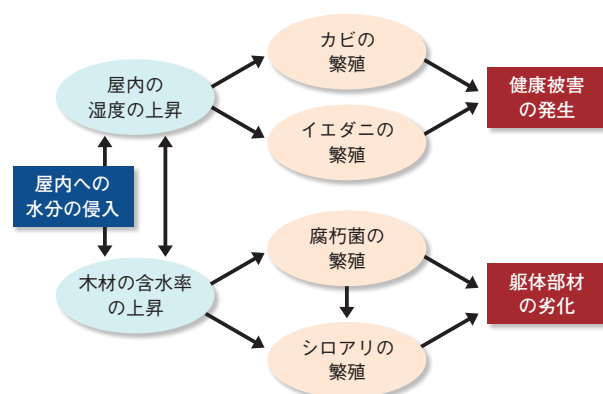 カビの
繁殖
屋内の
湿度の上昇
健康被害
の発生
イエダニの
繁殖
屋内への
水分の侵入
腐朽菌の
繁殖
木材の含水率
の上昇
躯体部材
の劣化
シロアリの
繁殖